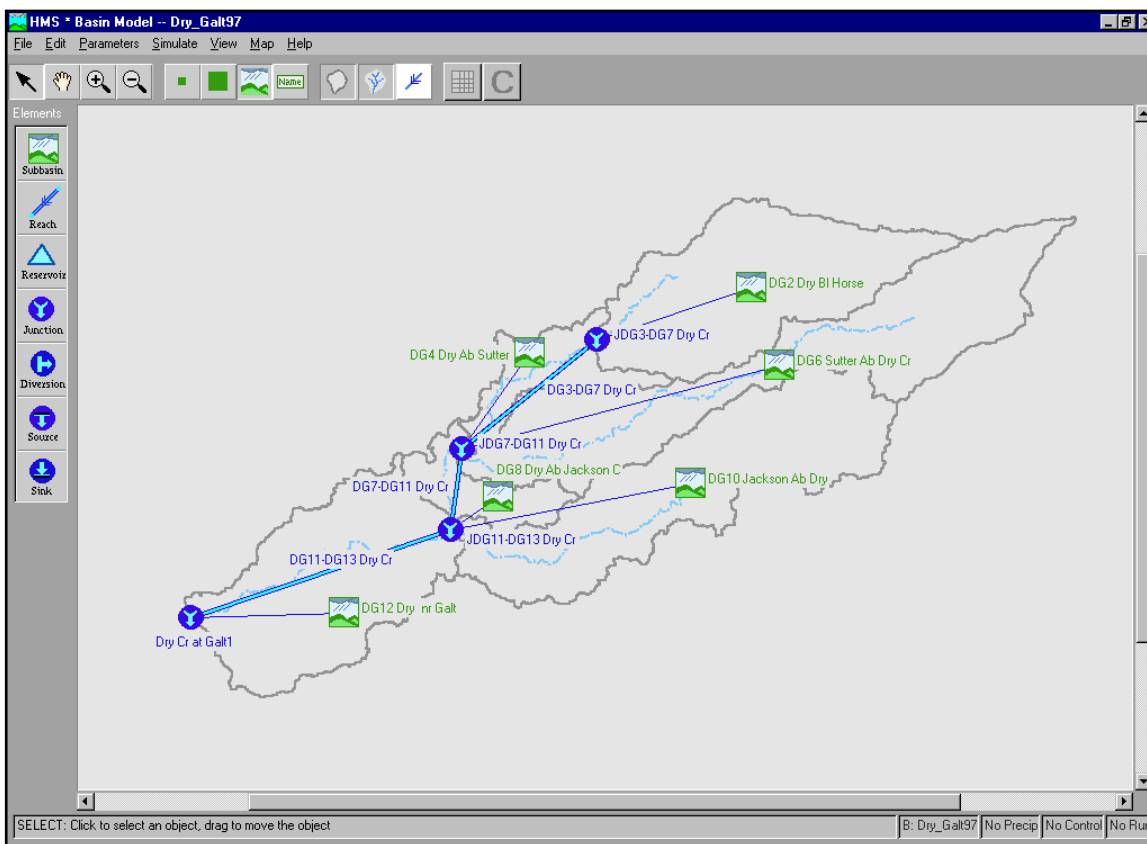 HMS * Basin Model -- Dry_Galt97
File Edit Parameters Simulate View Map Help
Name C
Elements
Subbasin
Reach
Reservoir
Junction
Diversion
Source
Sink
DG2 Dry Bl Horse
JDG3-DG7 Dry Cr
DG4 Dry Ab Sutter
DG6 Sutter Ab Dry Cr
DG3-DG7 Dry Cr
JDG7-DG11 Dry Cr
DG8 Dry Ab Jackson C
DG7-DG11 Dry Cr
DG10 Jackson Ab Dry
JDG11-DG13 Dry Cr
DG11-DG13 Dry Cr
DG12 Dry nr Galt
Dry Cr at Galt1
SELECT: Click to select an object, drag to move the object B: Dry_Galt97 No Precip No Control No Run